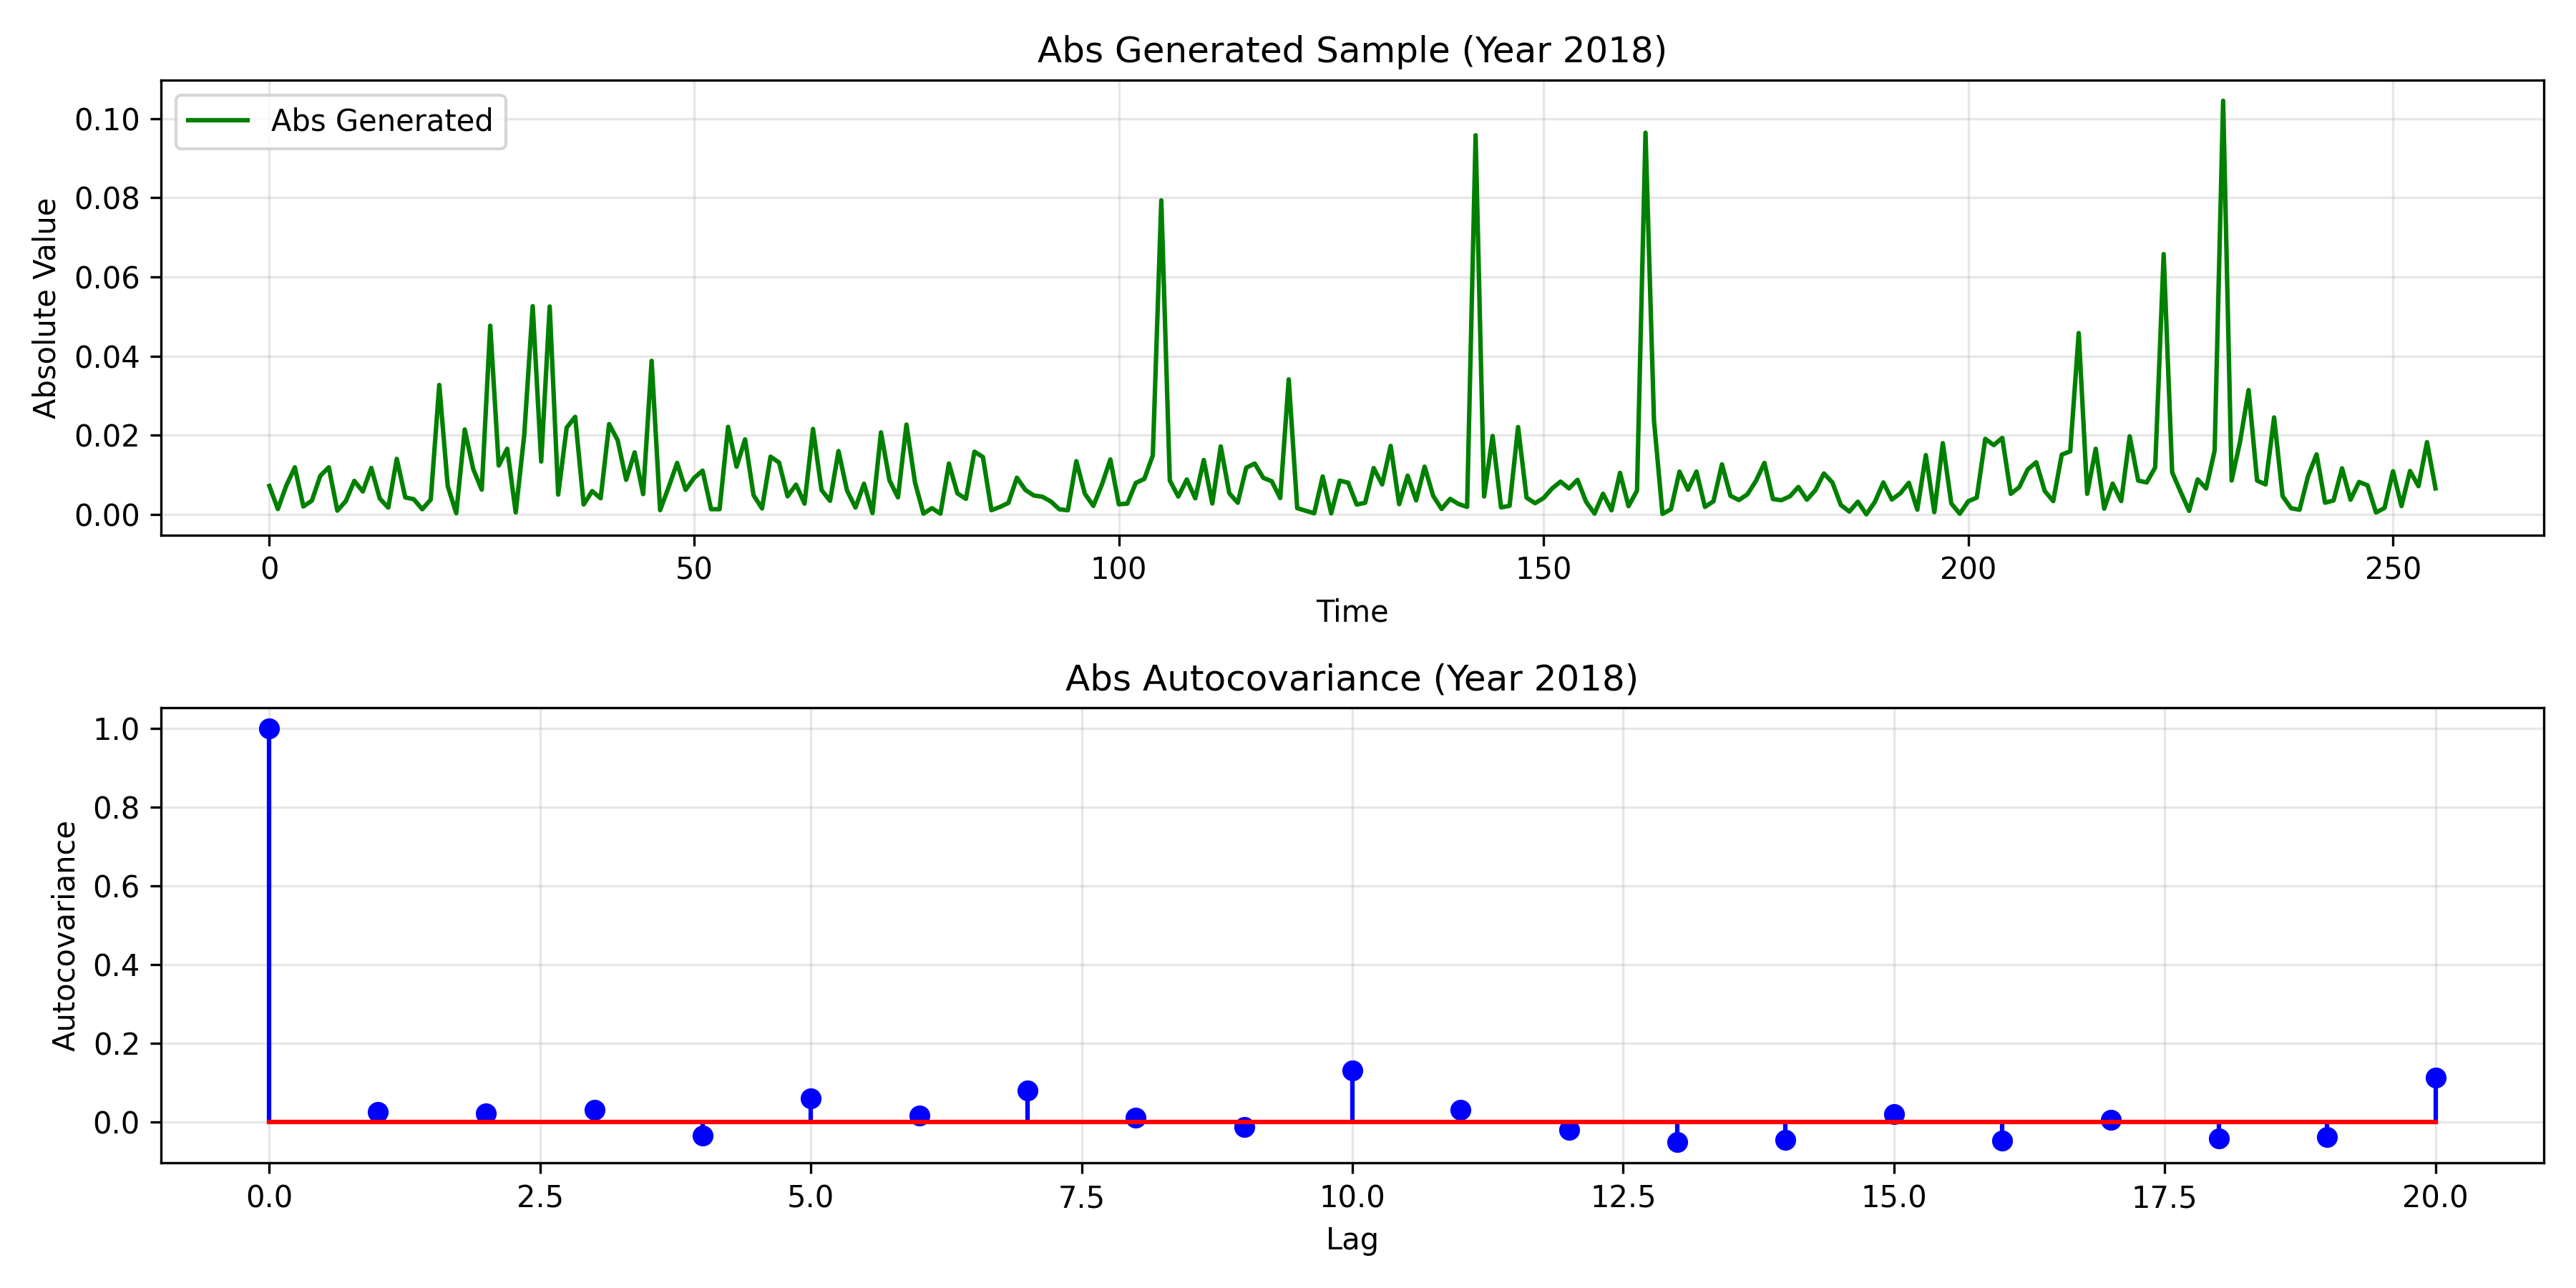 Abs Generated Sample (Year 2018)
Abs Generated
Absolute Value
0.10
0.08
0.06
0.04
0.02
0.00
0 50 100 150 200 250
Time
Abs Autocovariance (Year 2018)
Autocovariance
1.0
0.8
0.6
0.4
0.2
0.0
0.0 2.5 5.0 7.5 10.0 12.5 15.0 17.5 20.0
Lag